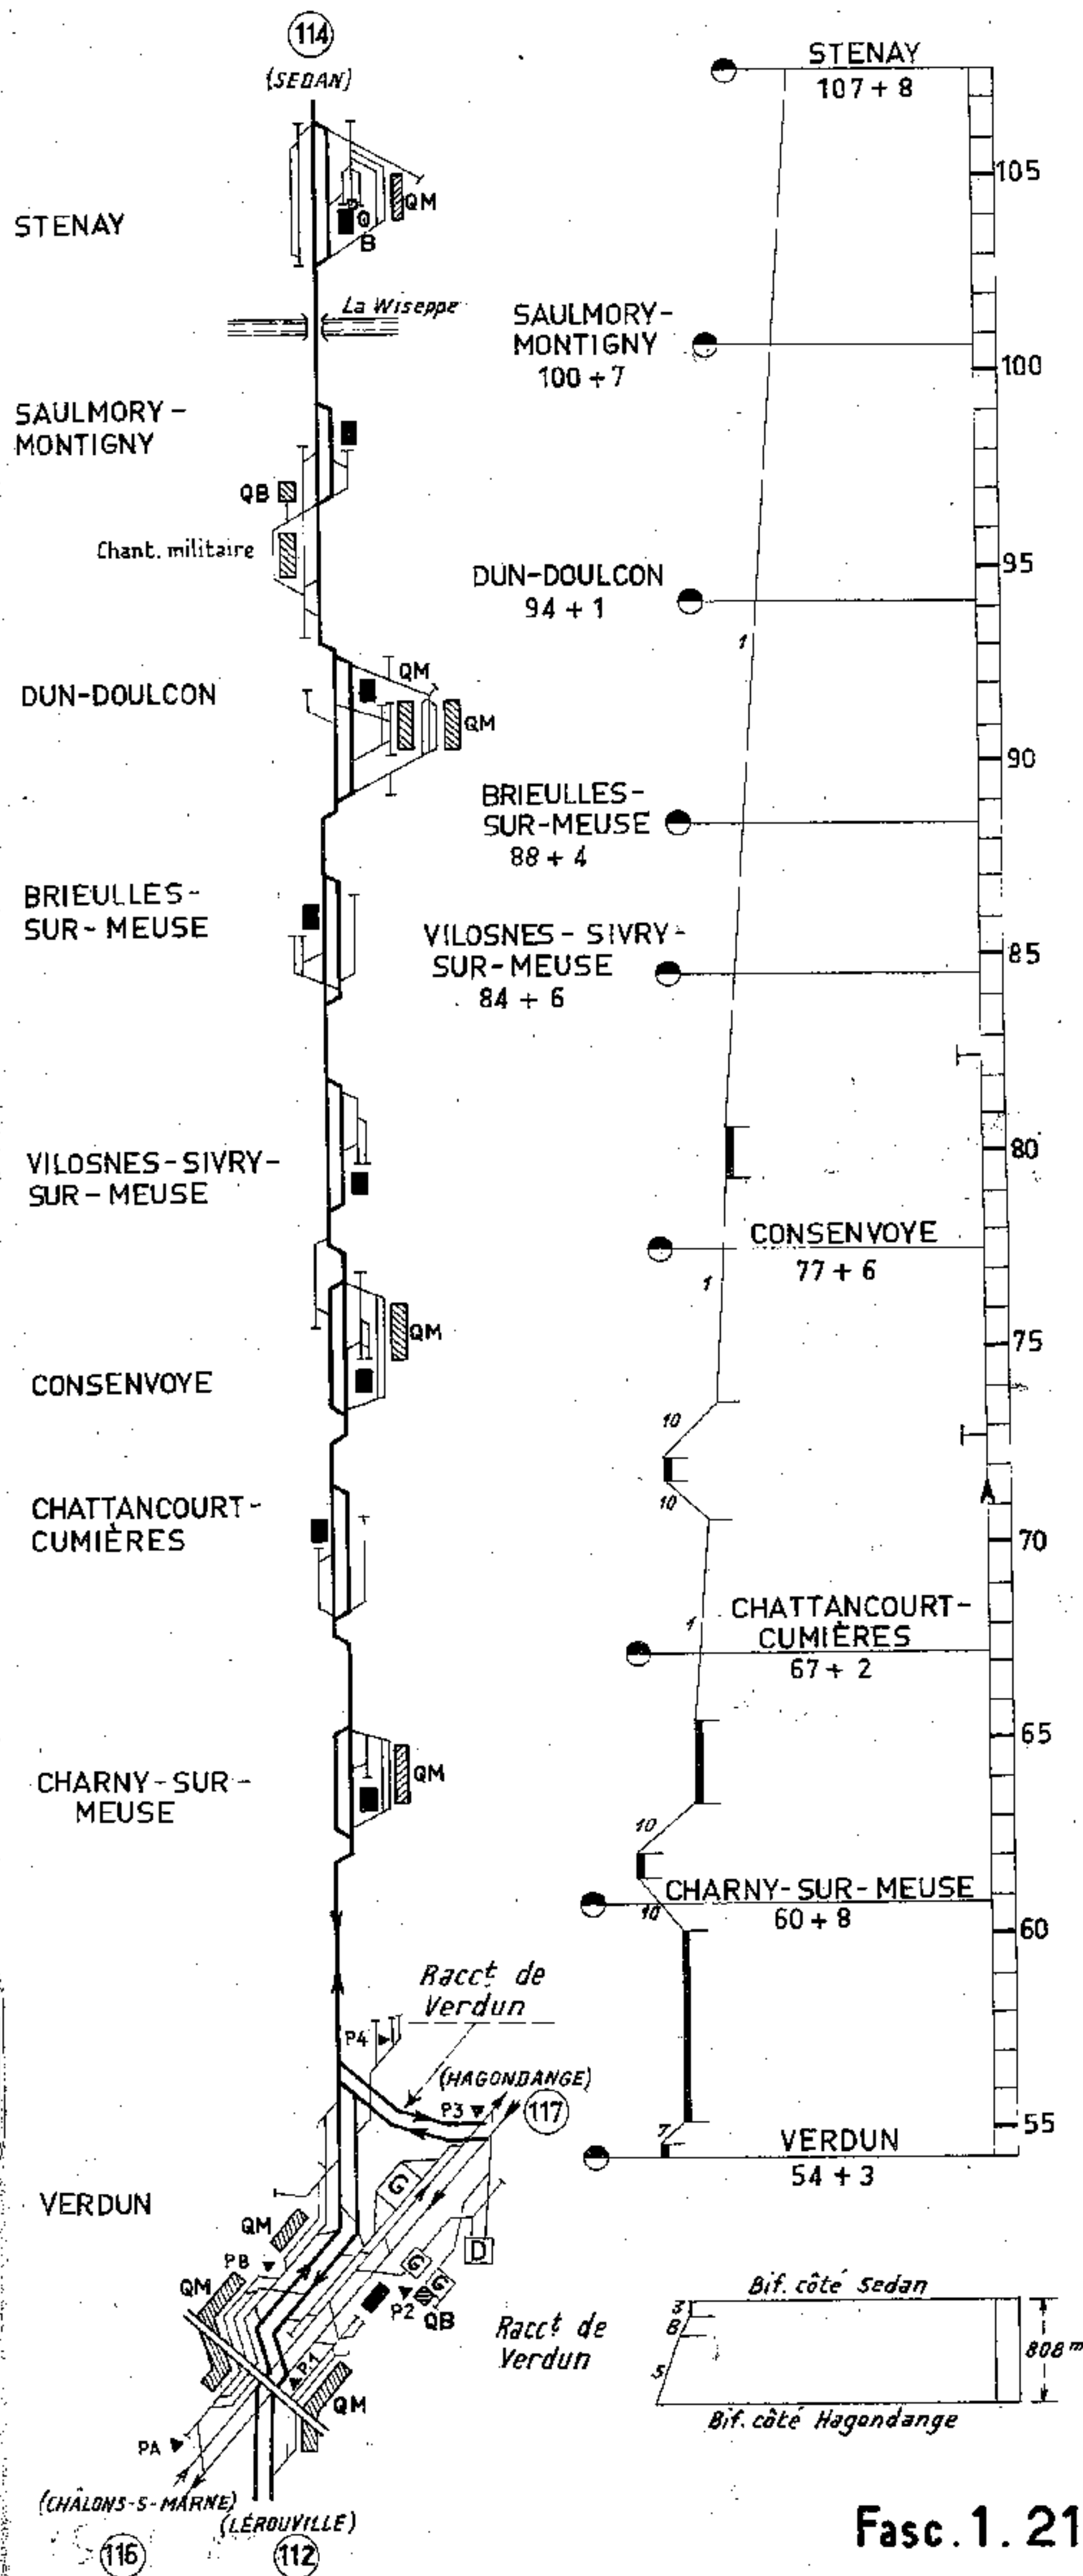 114
(SEDAN)
STENAY
QM
Q
B
La Wiseppe
SAULMORY-
MONTIGNY
QB
Chant. militaire
DUN-DOULCON
QM
QM
BRIEULLES-
SUR-MEUSE
VILOSNES-SIVRY-
SUR-MEUSE
CONSENVOYE
QM
CHATTANCOURT-
CUMIÈRES
CHARNY-SUR-
MEUSE
QM
Racct de
Verdun
P4
(HAGONDANGE)
P3
117
VERDUN
G
QM
PB
D
QM
G
G
P2
QB
P.1
QM
PA
(CHÂLONS-S-MARNE)
(LÉROUVILLE)
116
112
STENAY
107 + 8
105
SAULMORY-
MONTIGNY
100 + 7
100
95
DUN-DOULCON
94 + 1
1
90
BRIEULLES-
SUR-MEUSE
88 + 4
85
VILOSNES - SIVRY-
SUR-MEUSE
84 + 6
80
CONSENVOYE
77 + 6
1
75
10
10
70
CHATTANCOURT-
CUMIÈRES
67 + 2
1
65
10
CHARNY-SUR-MEUSE
60 + 8
10
60
55
7
VERDUN
54 + 3
Bif. côté Sedan
3
8
5
Racct de
Verdun
808 m
Bif. côté Hagondange
Fasc. 1. 21